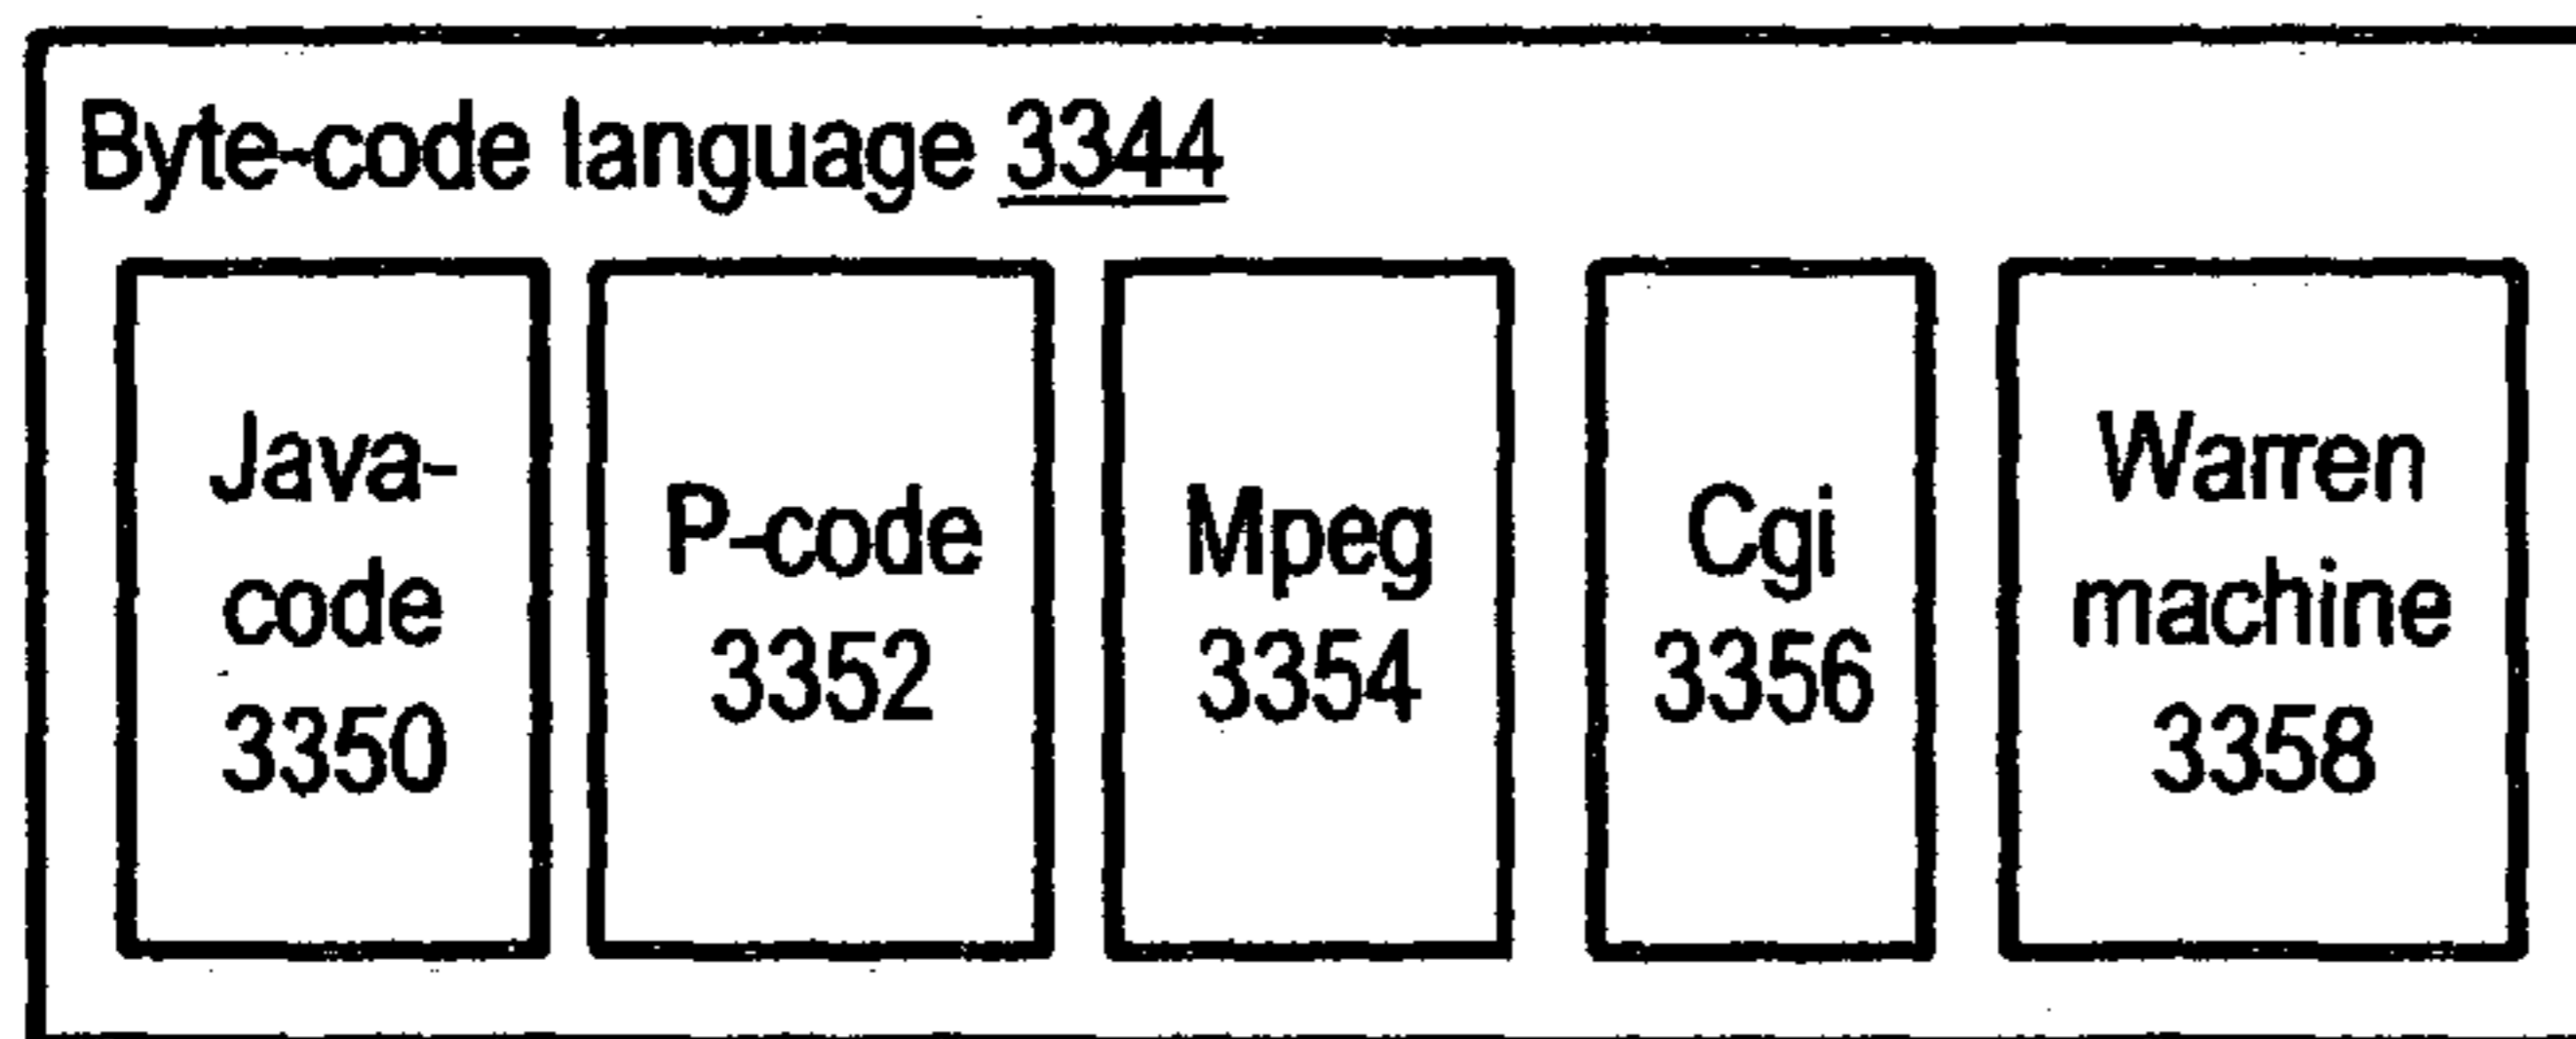 Byte-code language 3344
Java-
code
3350
P-code
3352
Mpeg
3354
Cgi
3356
Warren
machine
3358